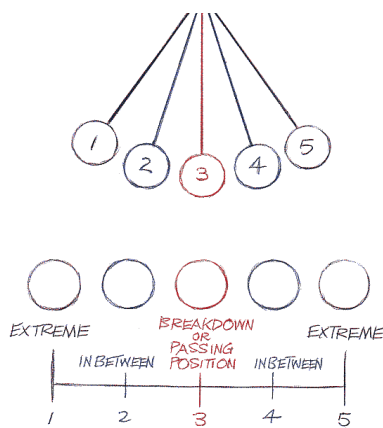 1 2 3 4 5
EXTREME BREAKDOWN EXTREME
OR
INBETWEEN PASSING INBETWEEN
POSITION
1 2 3 4 5